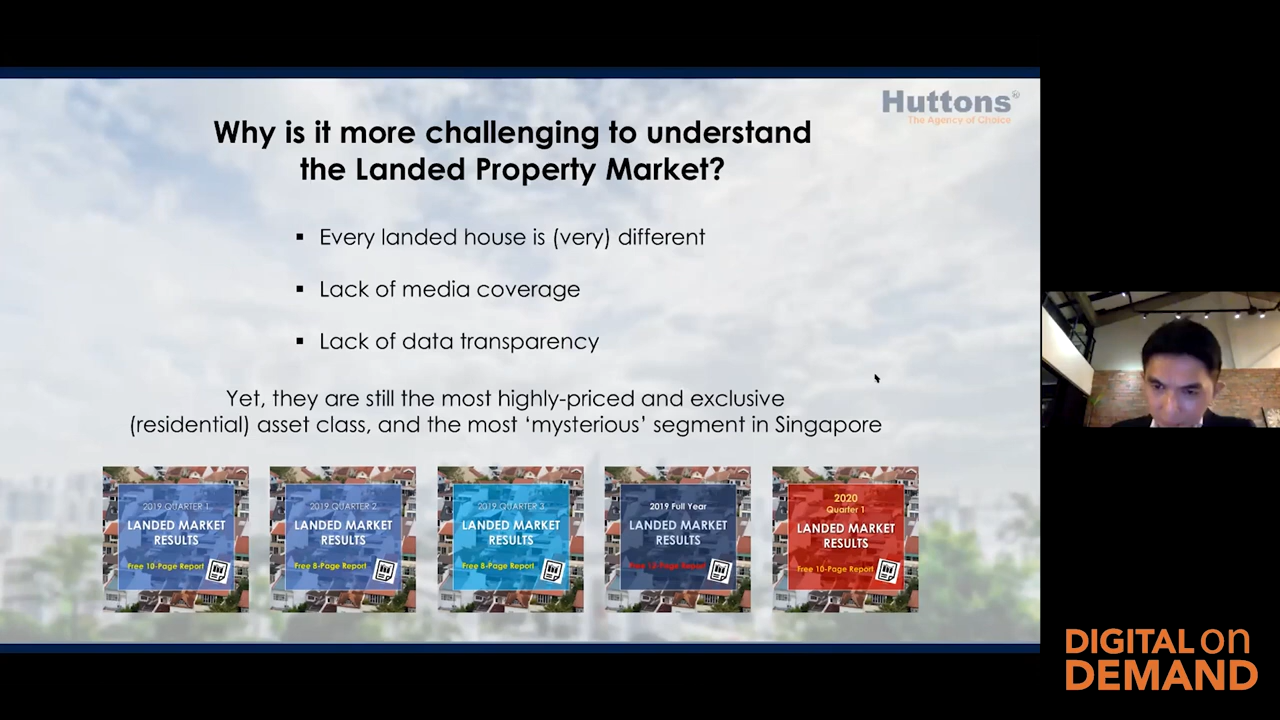 Huttons®
The Agency of Choice
Why is it more challenging to understand
the Landed Property Market?
▪ Every landed house is (very) different
▪ Lack of media coverage
▪ Lack of data transparency
Yet, they are still the most highly-priced and exclusive
(residential) asset class, and the most ‘mysterious’ segment in Singapore
2019 QUARTER 1
LANDED MARKET
RESULTS
Free 10-Page Report
2019 QUARTER 2
LANDED MARKET
RESULTS
Free 8-Page Report
2019 QUARTER 3
LANDED MARKET
RESULTS
Free 8-Page Report
2019 Full Year
LANDED MARKET
RESULTS
Report
2020
Quarter 1
LANDED MARKET
RESULTS
Free 10-Page Report
DIGITAL on
DEMAND